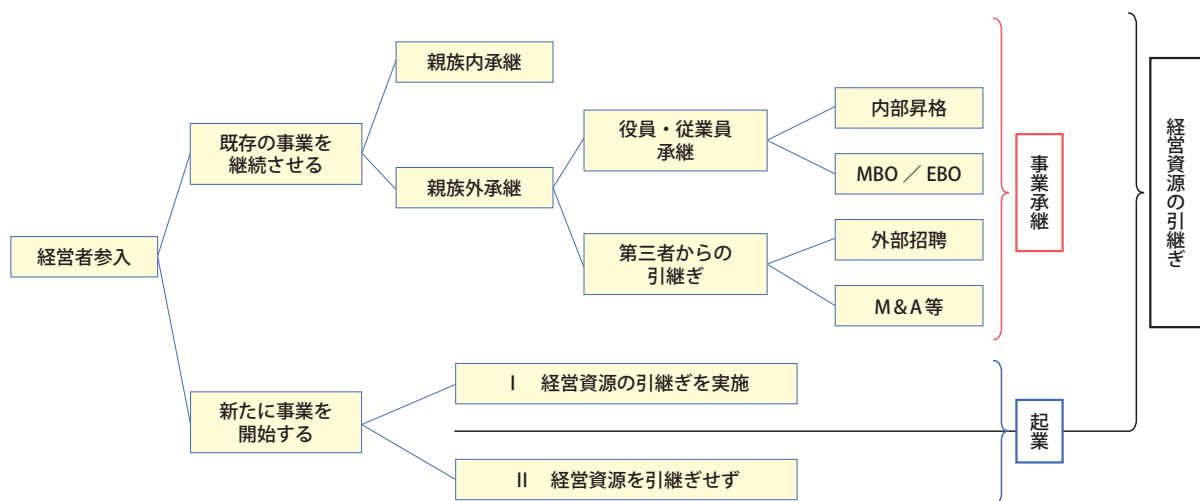 経営者参入
既存の事業を
継続させる
親族内承継
親族外承継
役員・従業員
承継
内部昇格
MBO ／ EBO
第三者からの
引継ぎ
外部招聘
M&A等
事業承継
経営資源の引継ぎ
新たに事業を
開始する
Ⅰ　経営資源の引継ぎを実施
Ⅱ　経営資源を引継ぎせず
起業